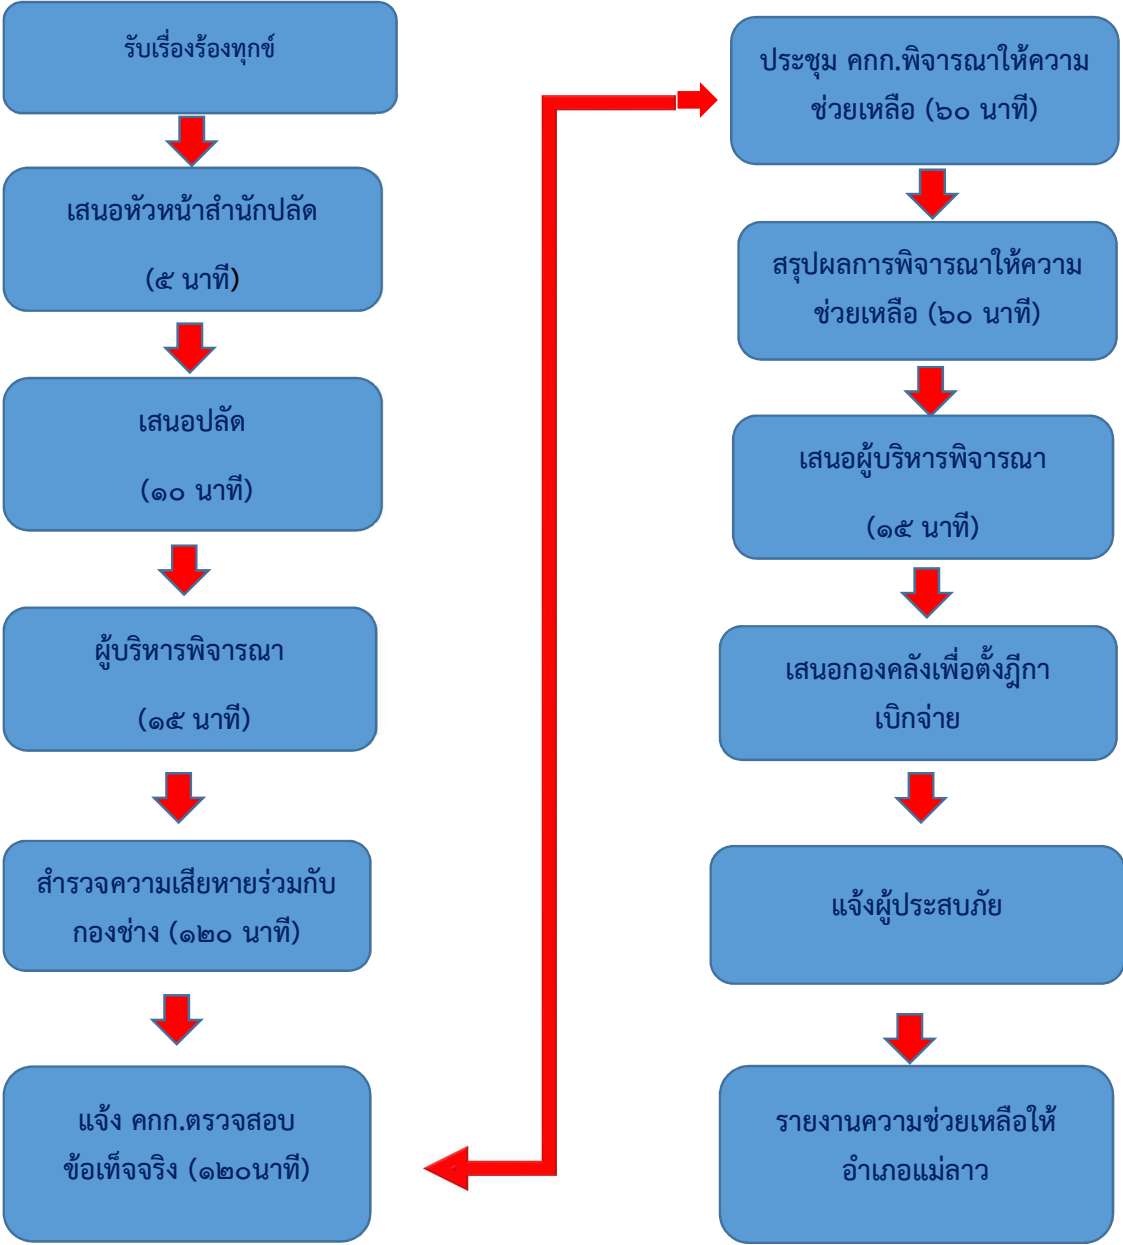 รับเรื่องร้องทุกข์
เสนอหัวหน้าสำนักปลัด
(๕ นาที)
เสนอปลัด
(๑๐ นาที)
ผู้บริหารพิจารณา
(๑๕ นาที)
สำรวจความเสียหายร่วมกับ
กองช่าง (๑๒๐ นาที)
แจ้ง คกก.ตรวจสอบ
ข้อเท็จจริง (๑๒๐นาที)
ประชุม คกก.พิจารณาให้ความ
ช่วยเหลือ (๖๐ นาที)
สรุปผลการพิจารณาให้ความ
ช่วยเหลือ (๖๐ นาที)
เสนอผู้บริหารพิจารณา
(๑๕ นาที)
เสนอกองคลังเพื่อตั้งฎีกา
เบิกจ่าย
แจ้งผู้ประสบภัย
รายงานความช่วยเหลือให้
อำเภอแม่ลาว